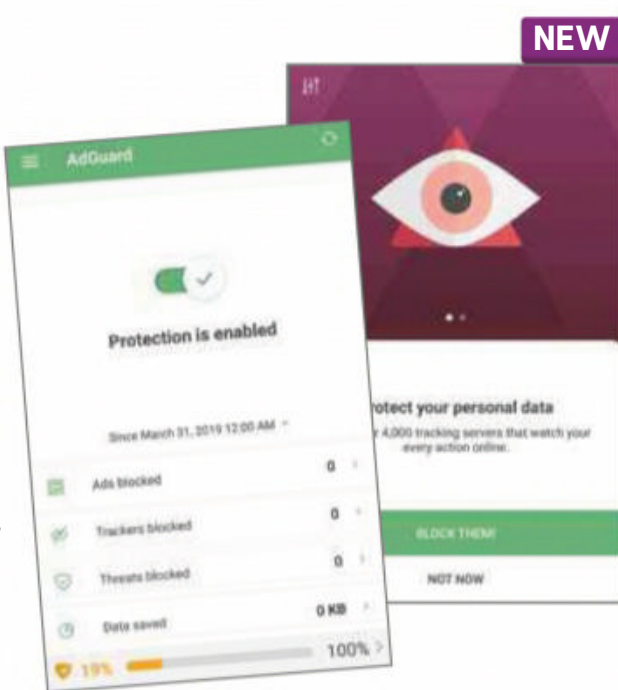 NEW
AdGuard
Protection is enabled
Since March 31, 2019 12:00 AM
Ads blocked 0
Trackers blocked 0
Threats blocked 0
Data saved 0 KB
19% 100%
rotect your personal data
4,000 tracking servers that watch your
every action online.
BLOCK THEM!
NOT NOW